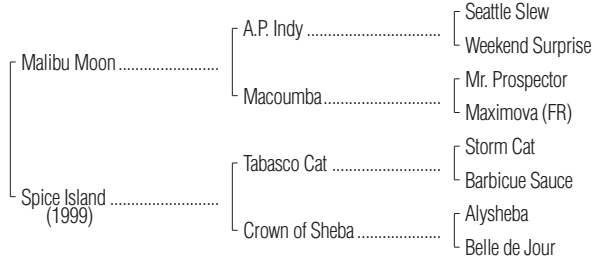 Seattle Slew
A.P. Indy ............................
Weekend Surprise
Malibu Moon .........................
Mr. Prospector
Macoumba.............................
Maximova (FR)
Storm Cat
Tabasco Cat ...........................
Barbicue Sauce
Spice Island ...........................
(1999)
Alysheba
Crown of Sheba.....................
Belle de Jour